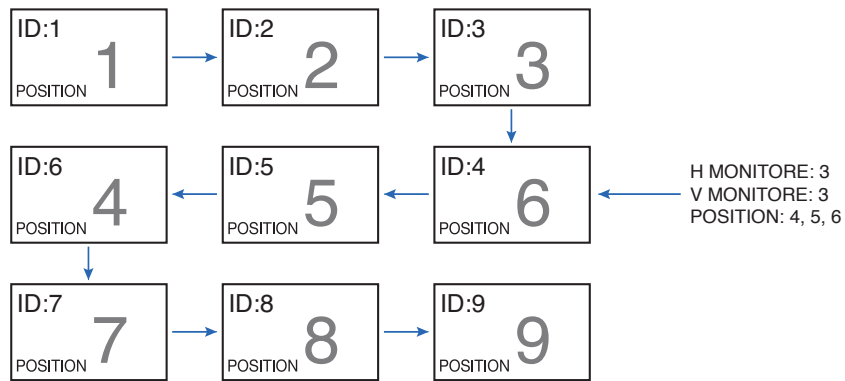 ID:1
1
POSITION
ID:2
2
POSITION
ID:3
3
POSITION
ID:6
4
POSITION
ID:5
5
POSITION
ID:4
6
POSITION
H MONITORE: 3
V MONITORE: 3
POSITION: 4, 5, 6
ID:7
7
POSITION
ID:8
8
POSITION
ID:9
9
POSITION